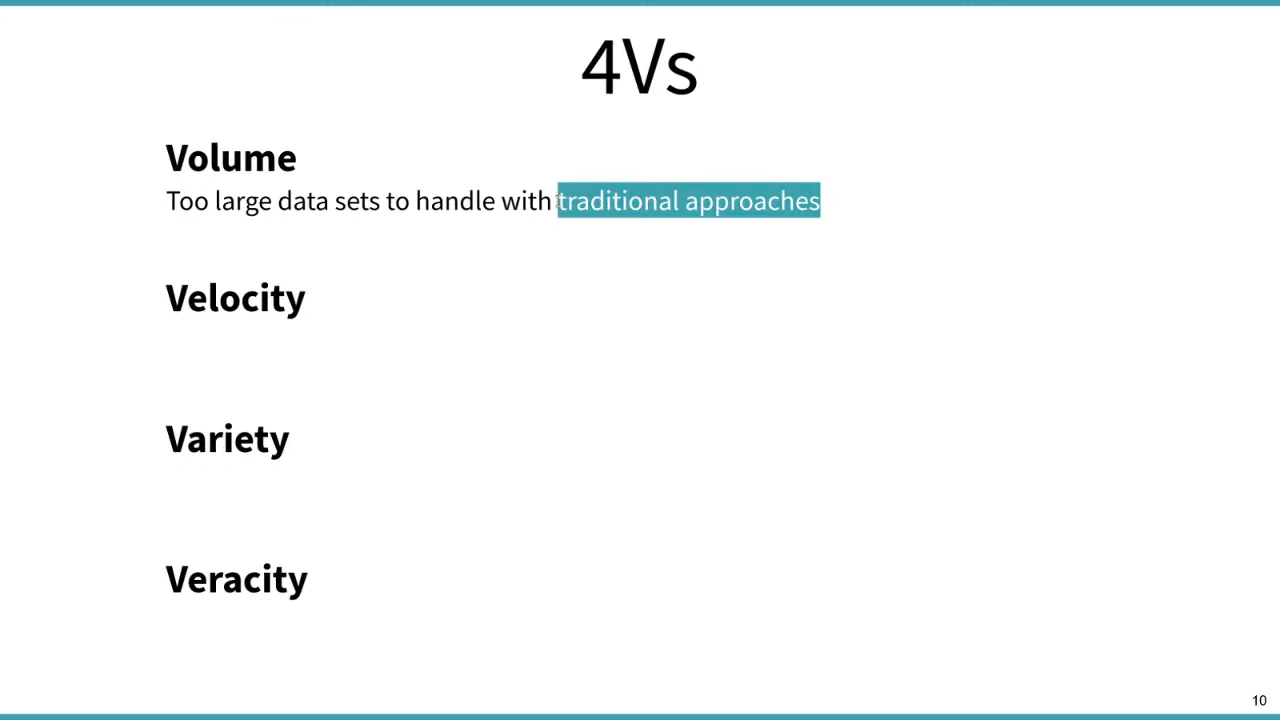 4Vs
Volume
Too large data sets to handle with traditional approaches
Velocity
Variety
Veracity
10